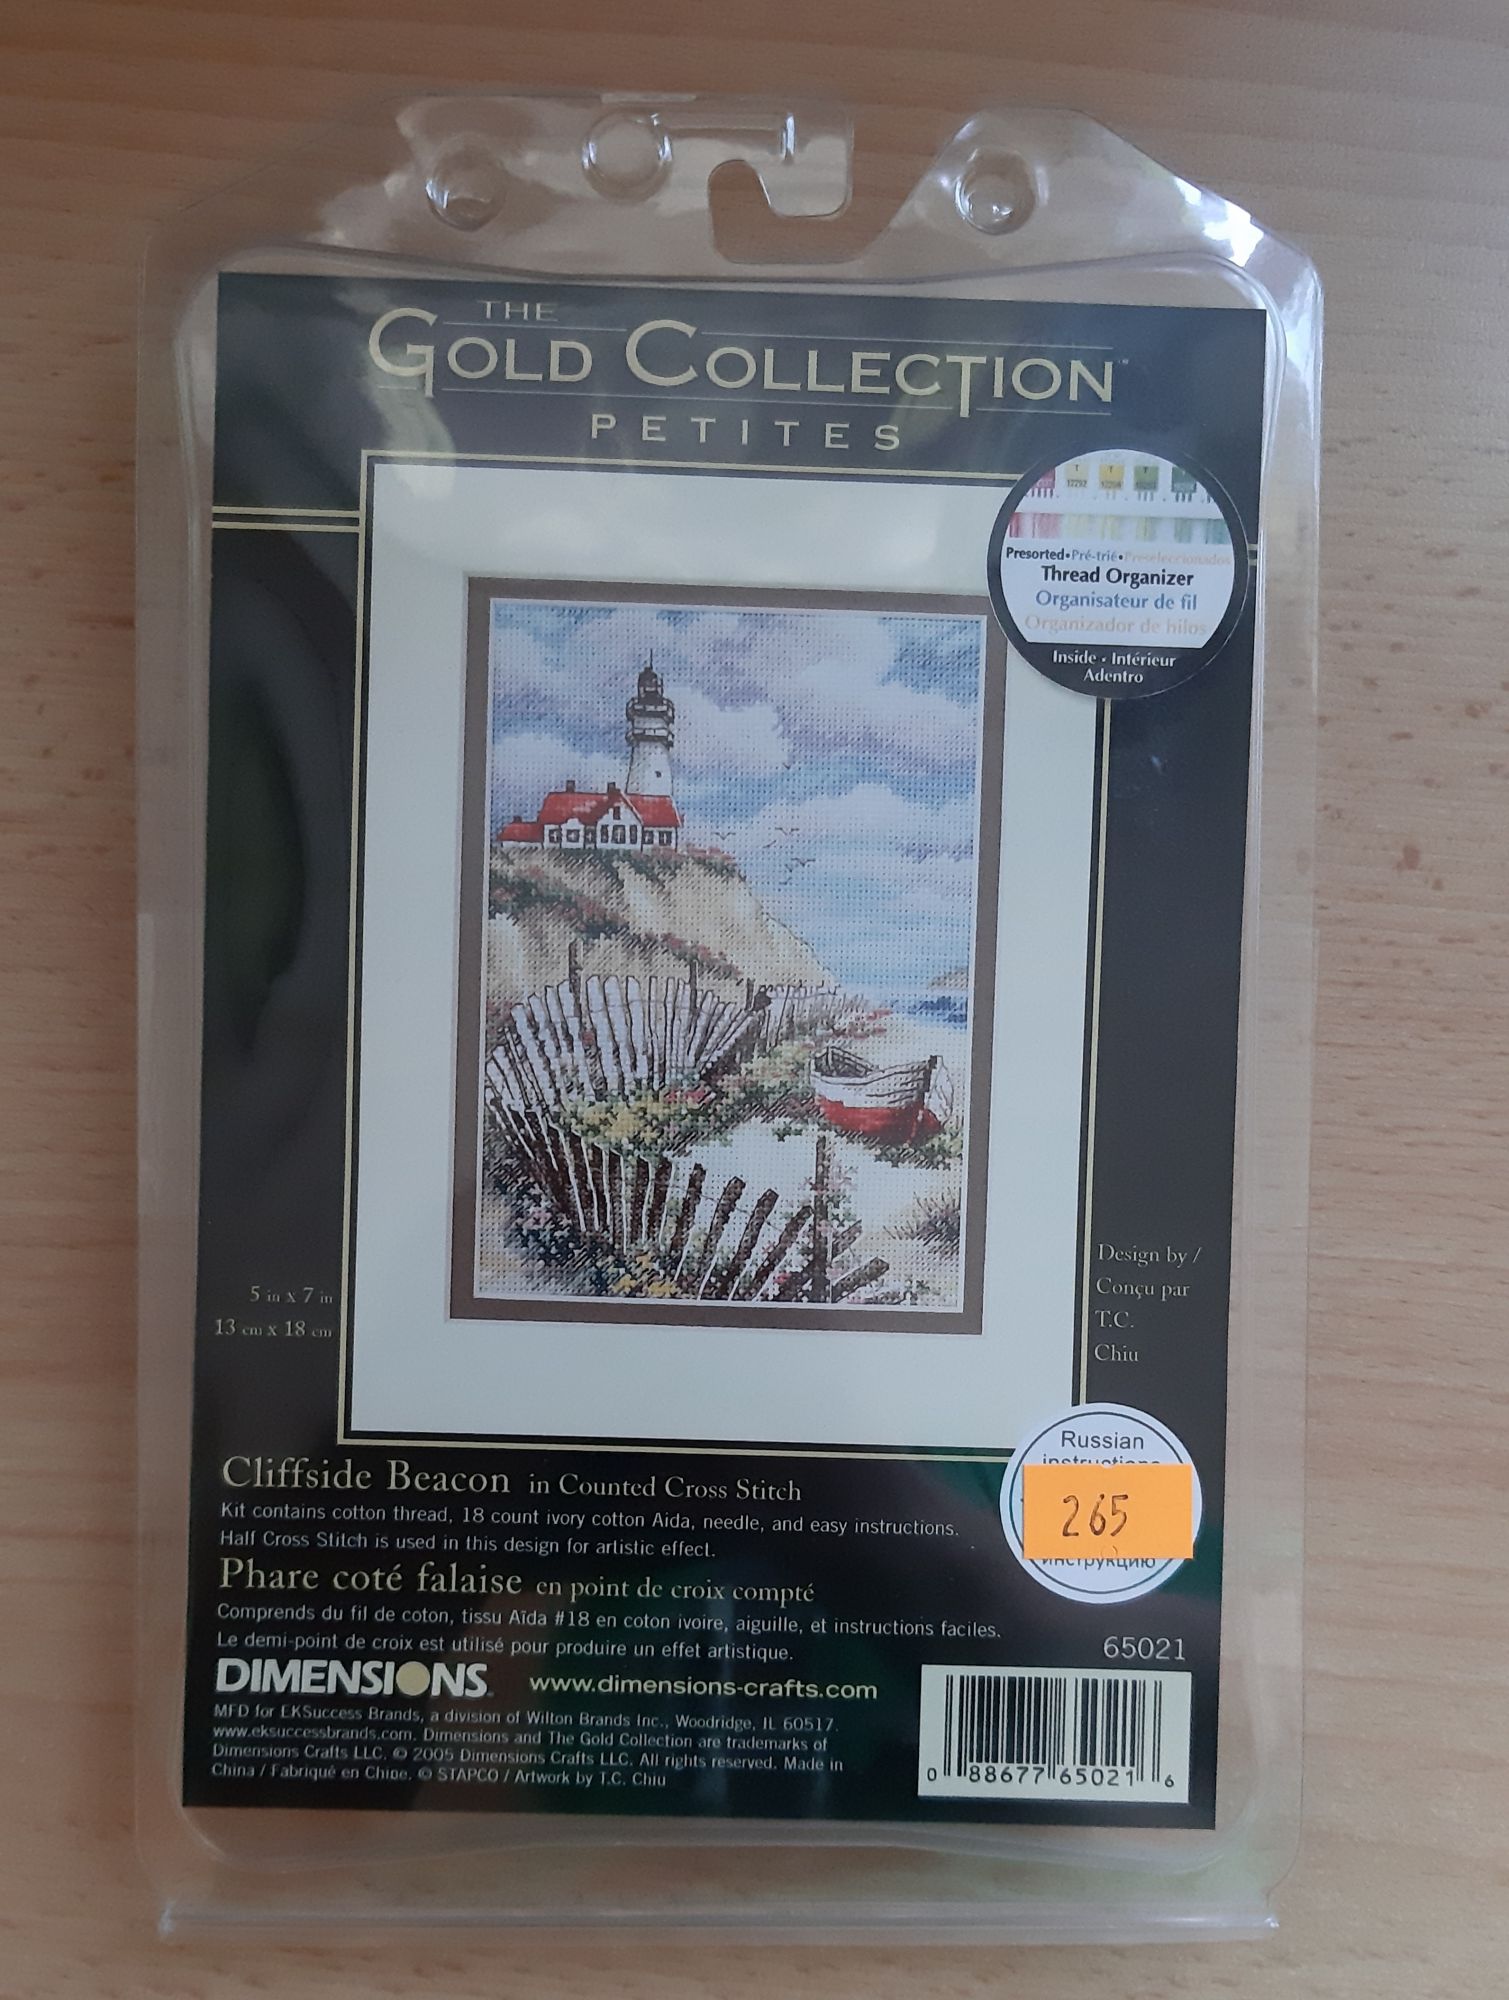 THE
GOLD COLLECTION™
PETITES
T T T
12252 12204
Presorted•Pré-trié•Preseleccionados
Thread Organizer
Organisateur de fil
Organizador de hilos
Inside • Intérieur
Adentro
5 in x 7 in
13 cm x 18 cm
Design by /
Conçu par
T.C.
Chiu
Russian
instructions
265
инструкцию
Cliffside Beacon in Counted Cross Stitch
Kit contains cotton thread, 18 count ivory cotton Aida, needle, and easy instructions.
Half Cross Stitch is used in this design for artistic effect.
Phare coté falaise en point de croix compté
Comprends du fil de coton, tissu Aïda #18 en coton ivoire, aiguille, et instructions faciles.
Le demi-point de croix est utilisé pour produire un effet artistique.
65021
DIMENSIONS www.dimensions-crafts.com
MFD for EKSuccess Brands, a division of Wilton Brands Inc., Woodridge, IL 60517.
www.eksuccessbrands.com. Dimensions and The Gold Collection are trademarks of
Dimensions Crafts LLC. © 2005 Dimensions Crafts LLC. All rights reserved. Made in
China / Fabriqué en Chine. © STAPCO / Artwork by T.C. Chiu
0 88677 65021 6